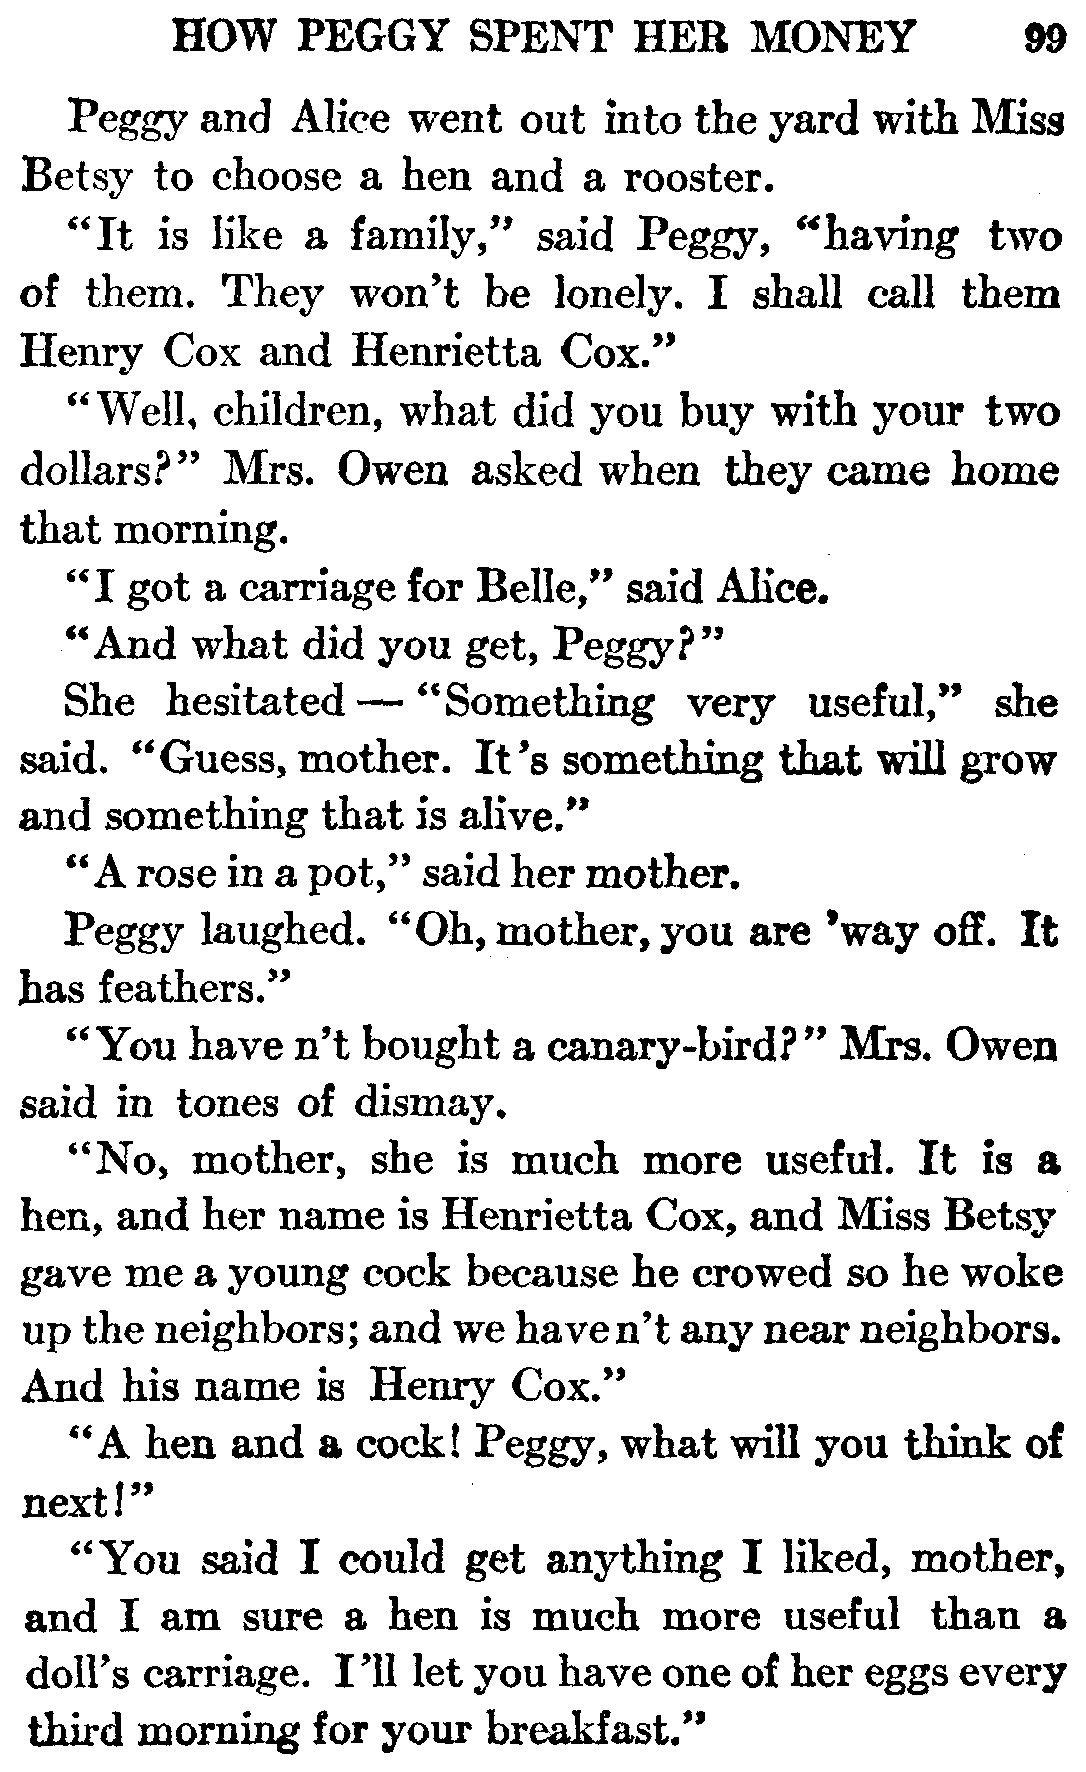 HOW PEGGY SPENT HER MONEY 99
Peggy and Alice went out into the yard with Miss
Betsy to choose a hen and a rooster.
“It is like a family,” said Peggy, “having two
of them. They won’t be lonely. I shall call them
Henry Cox and Henrietta Cox.”
“Well, children, what did you buy with your two
dollars?” Mrs. Owen asked when they came home
that morning.
“I got a carriage for Belle,” said Alice.
“And what did you get, Peggy?”
She hesitated — “Something very useful,” she
said. “Guess, mother. It’s something that will grow
and something that is alive.”
“A rose in a pot,” said her mother.
Peggy laughed. “Oh, mother, you are ’way off. It
has feathers.”
“You have n’t bought a canary-bird?” Mrs. Owen
said in tones of dismay.
“No, mother, she is much more useful. It is a
hen, and her name is Henrietta Cox, and Miss Betsy
gave me a young cock because he crowed so he woke
up the neighbors; and we have n’t any near neighbors.
And his name is Henry Cox.”
“A hen and a cock! Peggy, what will you think of
next!”
“You said I could get anything I liked, mother,
and I am sure a hen is much more useful than a
doll’s carriage. I’ll let you have one of her eggs every
third morning for your breakfast.”